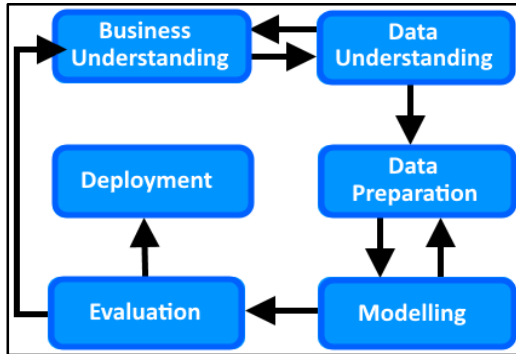 Business
Understanding
Data
Understanding
Deployment
Data
Preparation
Evaluation
Modelling